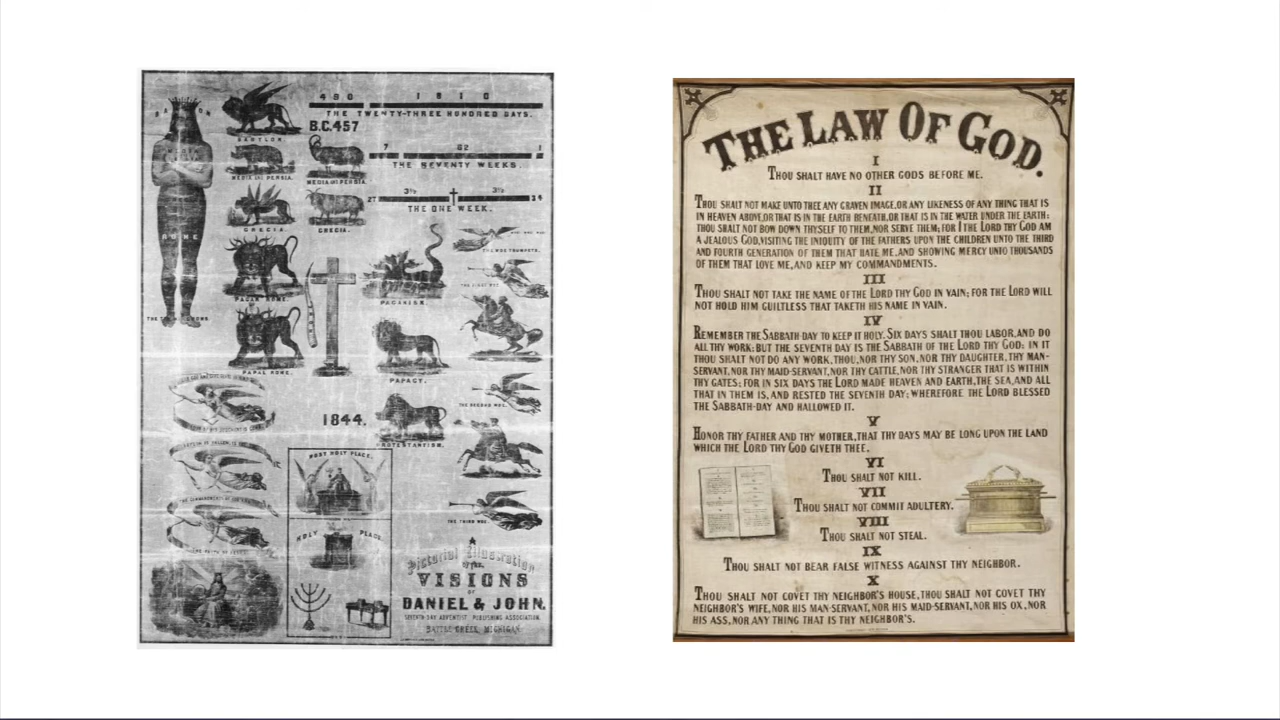 BABYLON
BABYLON.
MEDIA AND PERSIA.
GRECIA.
PAGAN ROME.
PAPAL ROME.
ROME
490 1810
THE TWENTY-THREE HUNDRED DAYS.
B.C.457
7 62 1
THE SEVENTY WEEKS.
MEDIA AND PERSIA.
3½ 3½
27 34
THE ONE WEEK.
GRECIA.
PAGANISM.
PAPACY.
PROTESTANTISM.
THE WOE TRUMPETS.
THE FIRST WOE.
THE SECOND WOE.
THE THIRD WOE.
1844.
MOST HOLY PLACE.
HOLY PLACE.
Pictorial Illustration
of the
VISIONS
OF
DANIEL & JOHN.
SEVENTH-DAY ADVENTIST PUBLISHING ASSOCIATION.
BATTLE CREEK, MICHIGAN.
THE LAW OF GOD.
I
THOU SHALT HAVE NO OTHER GODS BEFORE ME.
II
THOU SHALT NOT MAKE UNTO THEE ANY GRAVEN IMAGE, OR ANY LIKENESS OF ANY THING THAT IS
IN HEAVEN ABOVE, OR THAT IS IN THE EARTH BENEATH, OR THAT IS IN THE WATER UNDER THE EARTH:
THOU SHALT NOT BOW DOWN THYSELF TO THEM, NOR SERVE THEM; FOR I THE LORD THY GOD AM
A JEALOUS GOD, VISITING THE INIQUITY OF THE FATHERS UPON THE CHILDREN UNTO THE THIRD
AND FOURTH GENERATION OF THEM THAT HATE ME, AND SHOWING MERCY UNTO THOUSANDS
OF THEM THAT LOVE ME, AND KEEP MY COMMANDMENTS.
III
THOU SHALT NOT TAKE THE NAME OF THE LORD THY GOD IN VAIN; FOR THE LORD WILL
NOT HOLD HIM GUILTLESS THAT TAKETH HIS NAME IN VAIN.
IV
REMEMBER THE SABBATH-DAY TO KEEP IT HOLY. SIX DAYS SHALT THOU LABOR, AND DO
ALL THY WORK: BUT THE SEVENTH DAY IS THE SABBATH OF THE LORD THY GOD: IN IT
THOU SHALT NOT DO ANY WORK, THOU, NOR THY SON, NOR THY DAUGHTER, THY MAN-
SERVANT, NOR THY MAID-SERVANT, NOR THY CATTLE, NOR THY STRANGER THAT IS WITHIN
THY GATES: FOR IN SIX DAYS THE LORD MADE HEAVEN AND EARTH, THE SEA, AND ALL
THAT IN THEM IS, AND RESTED THE SEVENTH DAY; WHEREFORE THE LORD BLESSED
THE SABBATH-DAY AND HALLOWED IT.
V
HONOR THY FATHER AND THY MOTHER, THAT THY DAYS MAY BE LONG UPON THE LAND
WHICH THE LORD THY GOD GIVETH THEE.
VI
THOU SHALT NOT KILL.
VII
THOU SHALT NOT COMMIT ADULTERY.
VIII
THOU SHALT NOT STEAL.
IX
THOU SHALT NOT BEAR FALSE WITNESS AGAINST THY NEIGHBOR.
X
THOU SHALT NOT COVET THY NEIGHBOR'S HOUSE, THOU SHALT NOT COVET THY
NEIGHBOR'S WIFE, NOR HIS MAN-SERVANT, NOR HIS MAID-SERVANT, NOR HIS OX, NOR
HIS ASS, NOR ANY THING THAT IS THY NEIGHBOR'S.